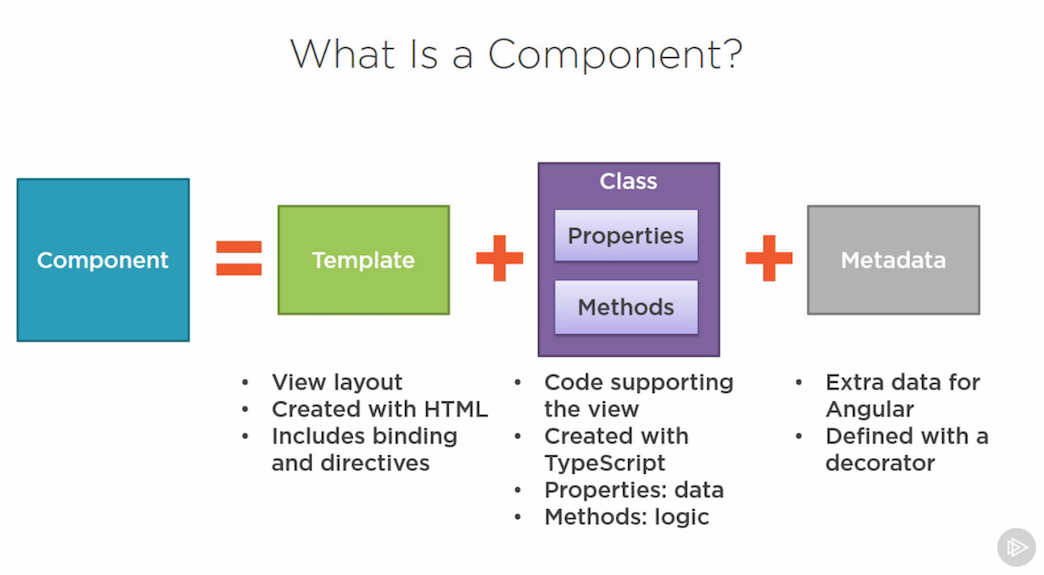 What Is a Component?
Component
=
Template
+
Class
Properties
Methods
+
Metadata
• View layout
• Created with HTML
• Includes binding
and directives
• Code supporting
the view
• Created with
TypeScript
• Properties: data
• Methods: logic
• Extra data for
Angular
• Defined with a
decorator